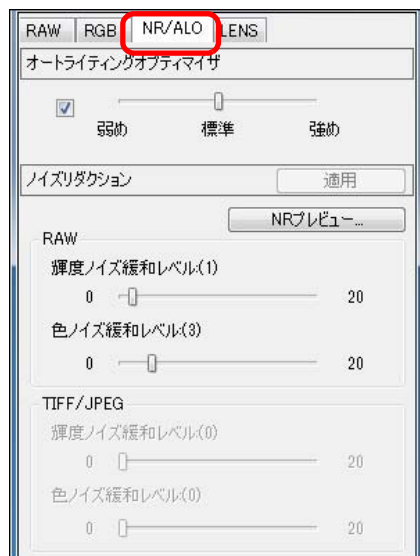 RAW RGB NR/ALO LENS
オートライティングオプティマイザ
弱め 標準 強め
ノイズリダクション 適用
NRプレビュー...
RAW
輝度ノイズ緩和レベル:(1)
0 20
色ノイズ緩和レベル:(3)
0 20
TIFF/JPEG
輝度ノイズ緩和レベル:(0)
0 20
色ノイズ緩和レベル:(0)
0 20